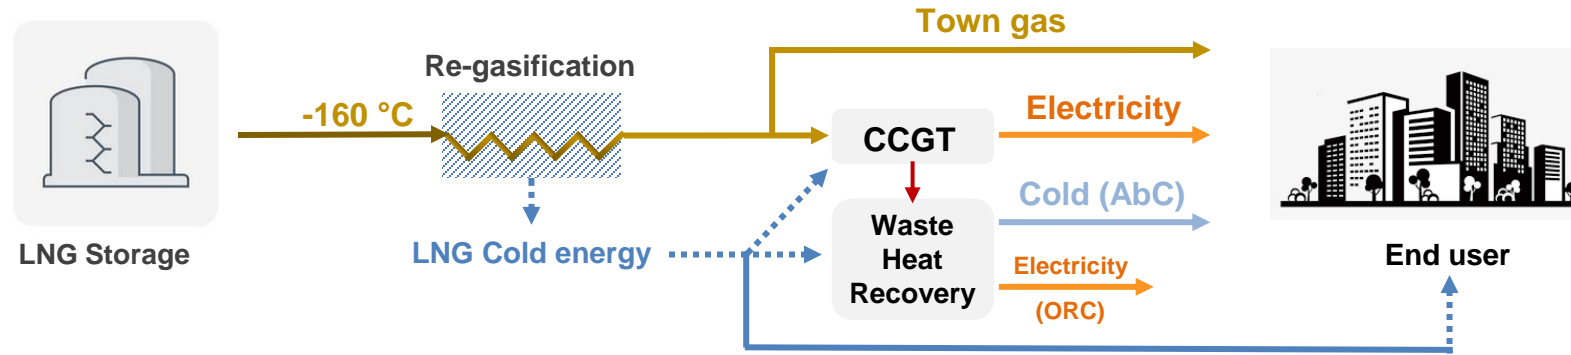 Town gas
Re-gasification
-160 °C
Electricity
CCGT
Cold (AbC)
LNG Storage
LNG Cold energy
Waste
Heat
Recovery
Electricity
(ORC)
End user